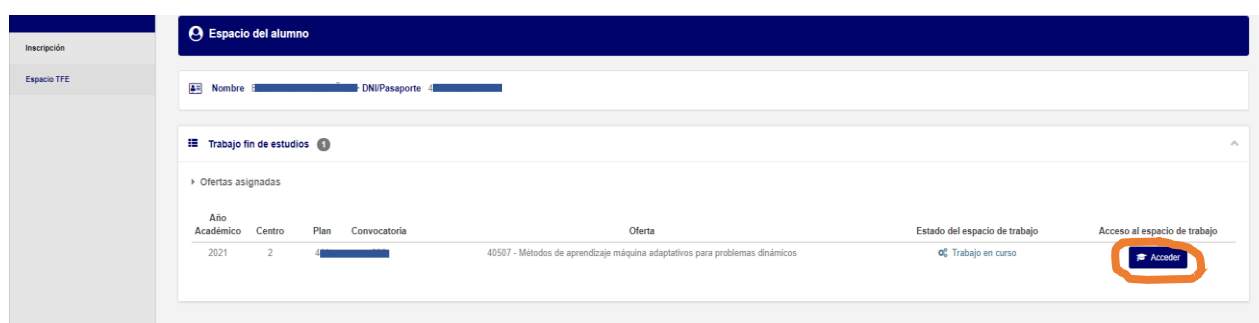 Inscripción
Espacio TFE
Espacio del alumno
Nombre DNI/Pasaporte 4
Trabajo fin de estudios 1
Ofertas asignadas
Año Académico Centro Plan Convocatoria Oferta Estado del espacio de trabajo Acceso al espacio de trabajo
2021 2 4 40507 - Métodos de aprendizaje máquina adaptativos para problemas dinámicos Trabajo en curso Acceder